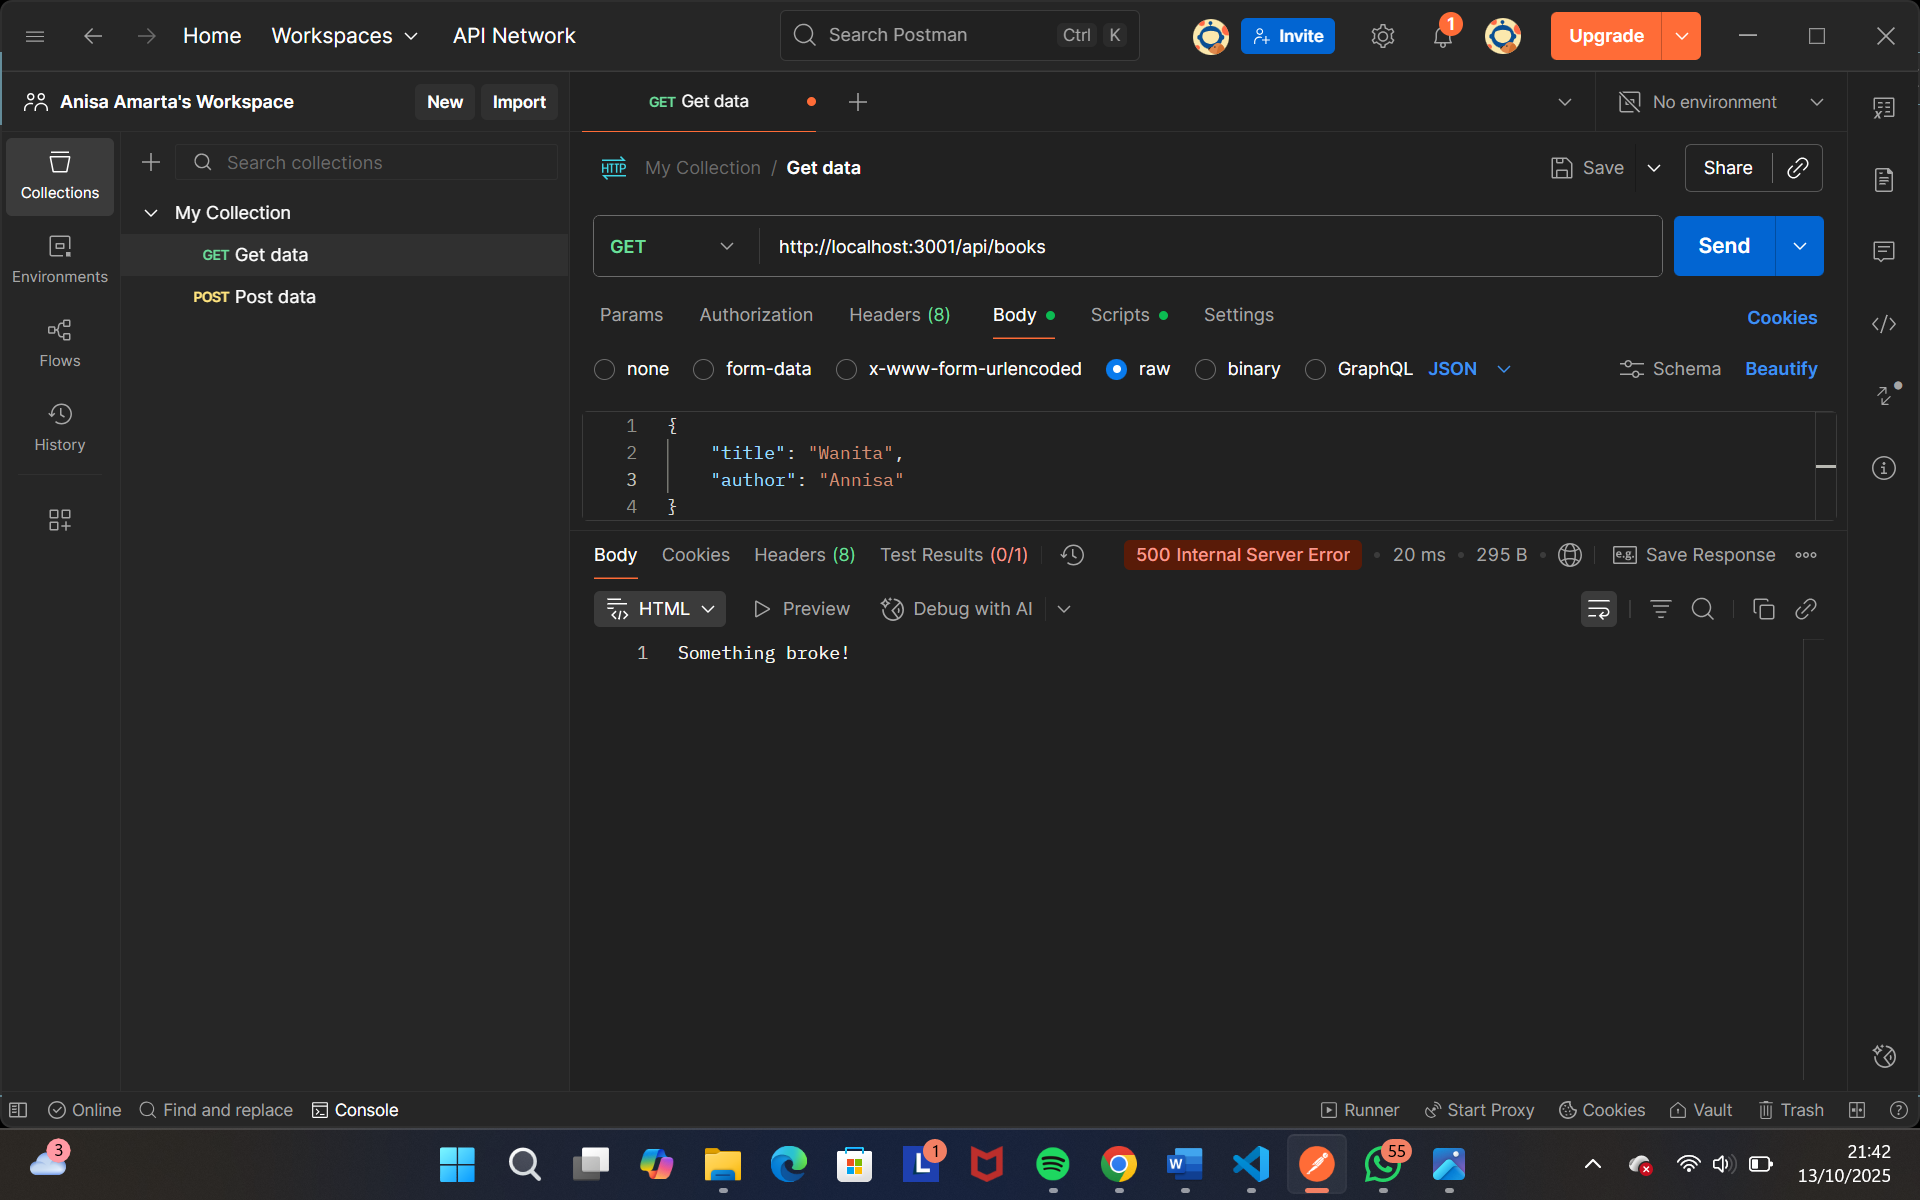 Home Workspaces API Network Search Postman Ctrl K Invite 1 Upgrade
Anisa Amarta's Workspace New Import GET Get data No environment
Collections
Search collections
HTTP My Collection / Get data Save Share
My Collection
GET Get data
POST Post data
Environments
Flows
History
GET http://localhost:3001/api/books Send
Params Authorization Headers (8) Body Scripts Settings Cookies
none form-data x-www-form-urlencoded raw binary GraphQL JSON Schema Beautify
1 {
2 "title": "Wanita",
3 "author": "Annisa"
4 }
Body Cookies Headers (8) Test Results (0/1) 500 Internal Server Error 20 ms 295 B e.g. Save Response
HTML Preview Debug with AI
1 Something broke!
Online Find and replace Console Runner Start Proxy Cookies Vault Trash
3 L 1 W 55 21:42
13/10/2025